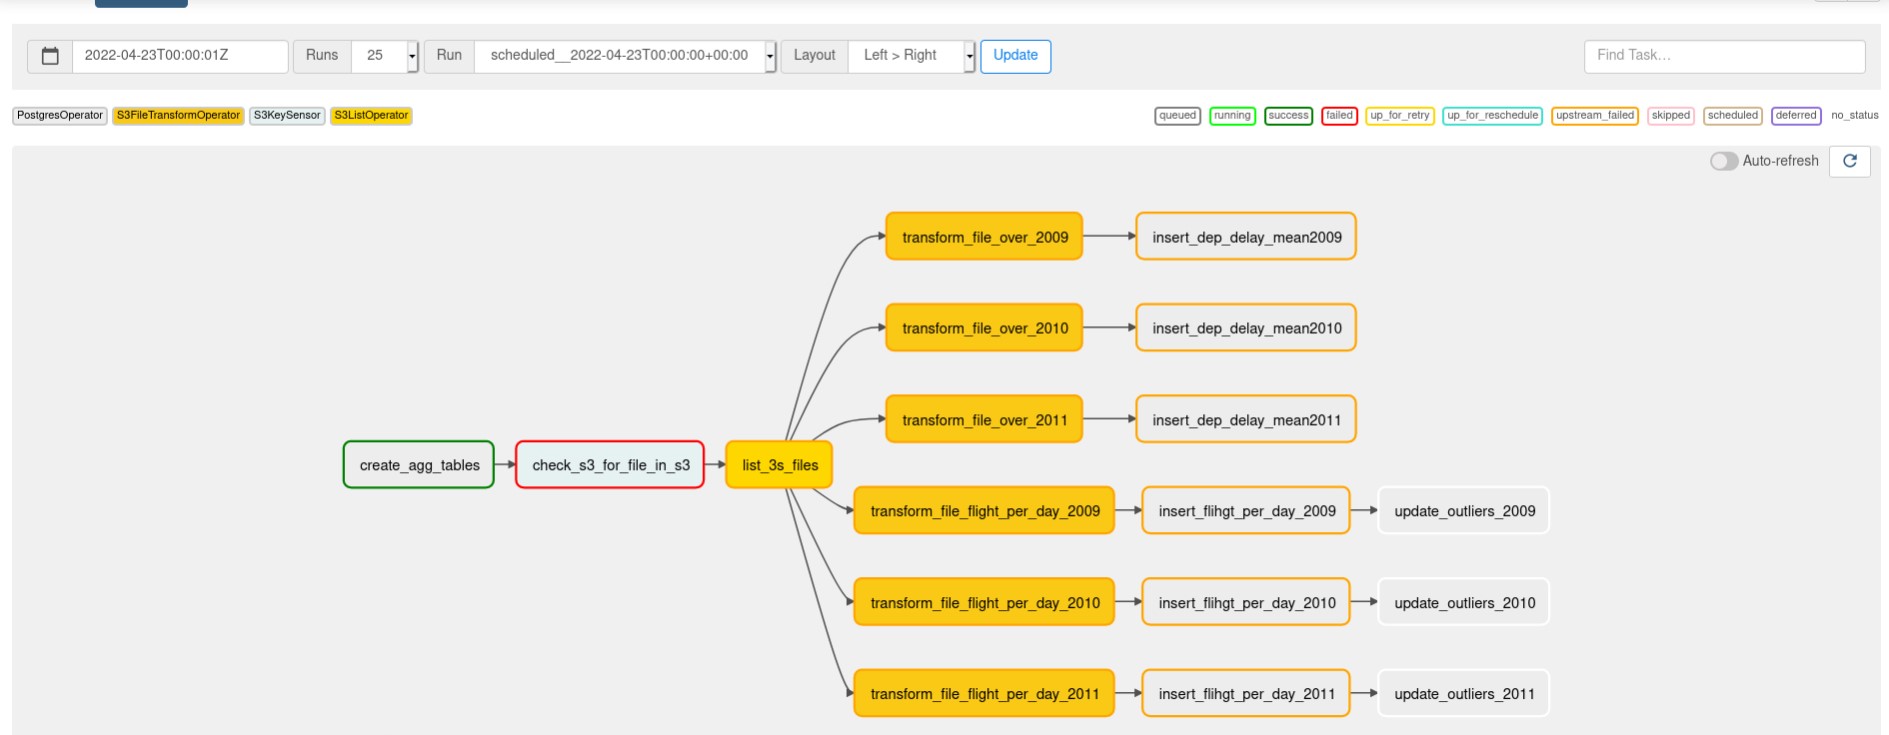 2022-04-23T00:00:01Z Runs 25 Run scheduled__2022-04-23T00:00:00+00:00 Layout Left > Right Update Find Task...
PostgresOperator S3FileTransformOperator S3KeySensor S3ListOperator queued running success failed up_for_retry up_for_reschedule upstream_failed skipped scheduled deferred no_status
Auto-refresh
transform_file_over_2009 insert_dep_delay_mean2009
transform_file_over_2010 insert_dep_delay_mean2010
transform_file_over_2011 insert_dep_delay_mean2011
create_agg_tables check_s3_for_file_in_s3 list_3s_files
transform_file_flight_per_day_2009 insert_flihgt_per_day_2009 update_outliers_2009
transform_file_flight_per_day_2010 insert_flihgt_per_day_2010 update_outliers_2010
transform_file_flight_per_day_2011 insert_flihgt_per_day_2011 update_outliers_2011